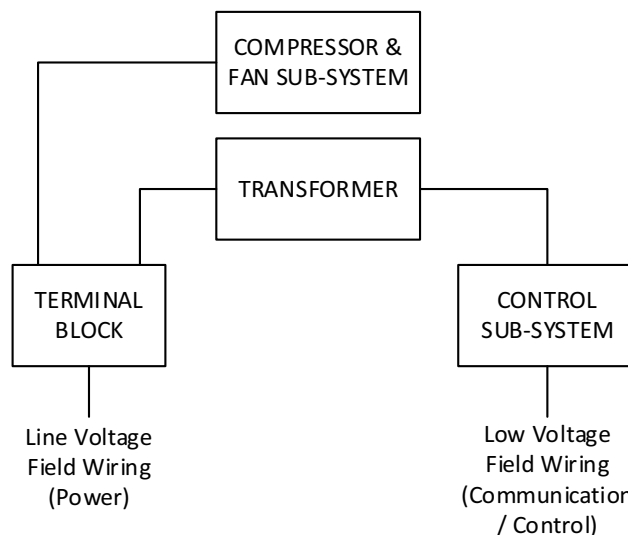 COMPRESSOR &
FAN SUB-SYSTEM
TRANSFORMER
TERMINAL
BLOCK
CONTROL
SUB-SYSTEM
Line Voltage
Field Wiring
(Power)
Low Voltage
Field Wiring
(Communication
/ Control)